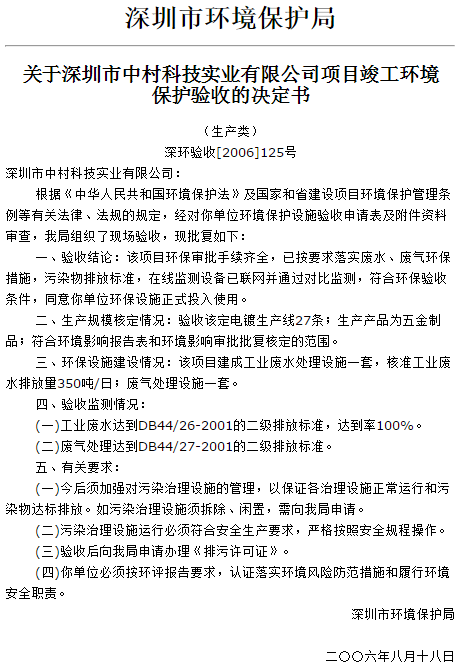 深圳市环境保护局
关于深圳市中村科技实业有限公司项目竣工环境
保护验收的决定书
（生产类）
深环验收[2006]125号
深圳市中村科技实业有限公司：
根据《中华人民共和国环境保护法》及国家和省建设项目环境保护管理条
例等有关法律、法规的规定，经对你单位环境保护设施验收申请表及附件资料
审查，我局组织了现场验收，现批复如下：
一、验收结论：该项目环保审批手续齐全，已按要求落实废水、废气环保
措施，污染物排放标准，在线监测设备已联网并通过对比监测，符合环保验收
条件，同意你单位环保设施正式投入使用。
二、生产规模核定情况：验收该定电镀生产线27条；生产产品为五金制
品；符合环境影响报告表和环境影响审批批复核定的范围。
三、环保设施建设情况：该项目建成工业废水处理设施一套，核准工业废
水排放量350吨/日；废气处理设施一套。
四、验收监测情况：
(一)工业废水达到DB44/26-2001的二级排放标准，达到率100%。
(二)废气处理达到DB44/27-2001的二级排放标准。
五、有关要求：
(一)今后须加强对污染治理设施的管理，以保证各治理设施正常运行和污
染物达标排放。如污染治理设施须拆除、闲置，需向我局申请。
(二)污染治理设施运行必须符合安全生产要求，严格按照安全规程操作。
(三)验收后向我局申请办理《排污许可证》。
(四)你单位必须按环评报告要求，认证落实环境风险防范措施和履行环境
安全职责。
深圳市环境保护局
二〇〇六年八月十八日